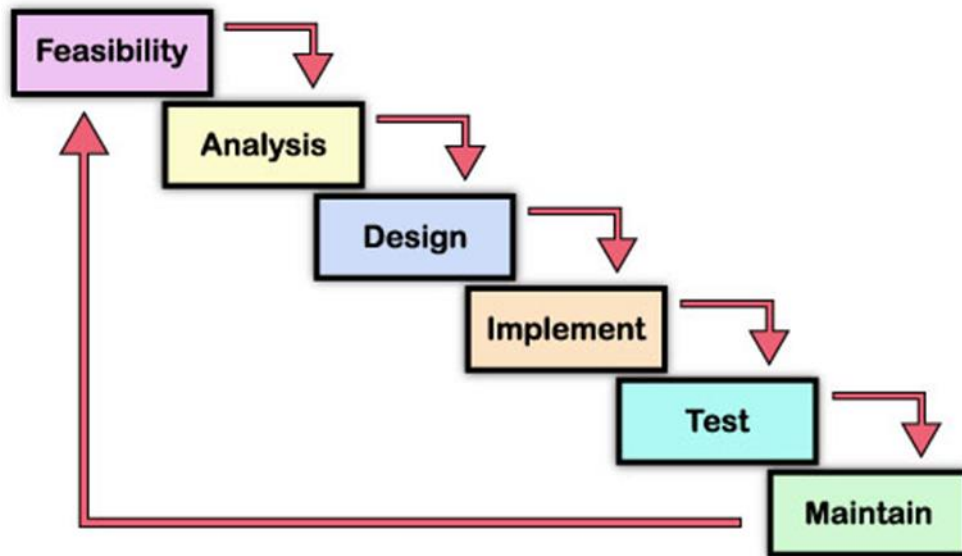 Feasibility
Analysis
Design
Implement
Test
Maintain